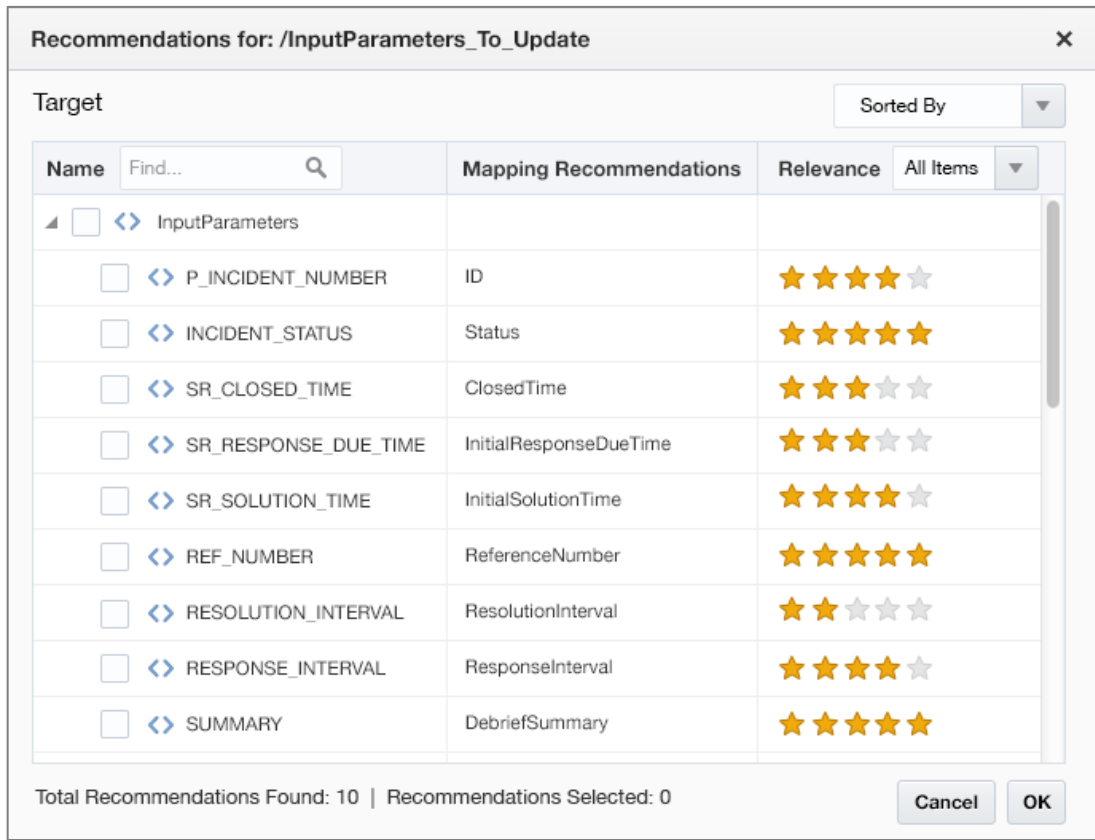 Recommendations for: /InputParameters_To_Update ×
Target Sorted By
Name Find... Mapping Recommendations Relevance All Items
InputParameters
P_INCIDENT_NUMBER ID
INCIDENT_STATUS Status
SR_CLOSED_TIME ClosedTime
SR_RESPONSE_DUE_TIME InitialResponseDueTime
SR_SOLUTION_TIME InitialSolutionTime
REF_NUMBER ReferenceNumber
RESOLUTION_INTERVAL ResolutionInterval
RESPONSE_INTERVAL ResponseInterval
SUMMARY DebriefSummary
Total Recommendations Found: 10 | Recommendations Selected: 0 Cancel OK